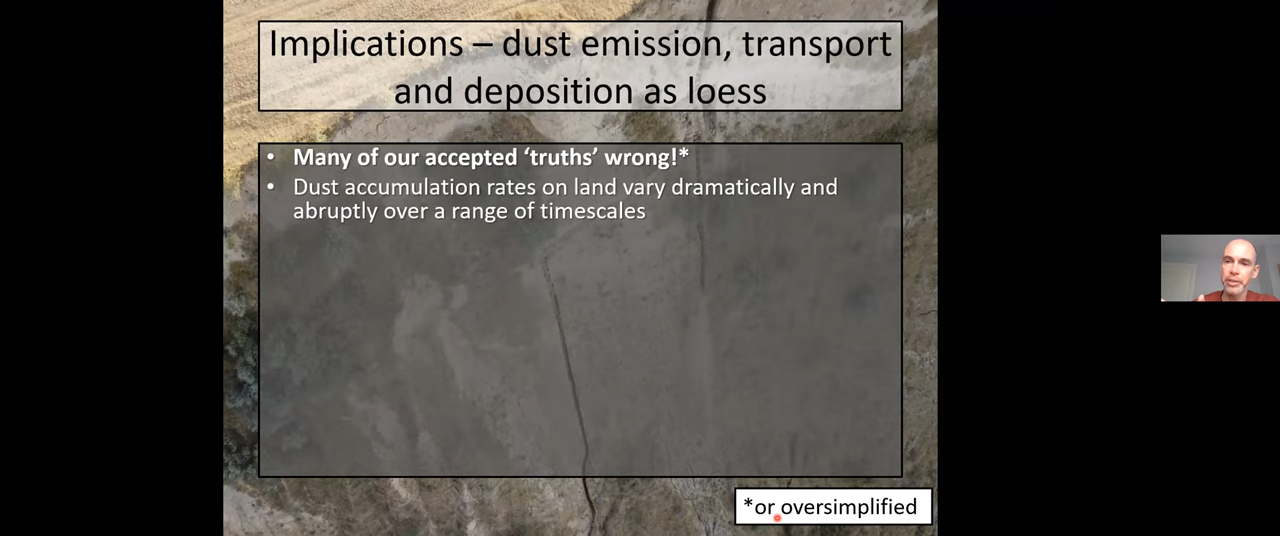 Implications – dust emission, transport
and deposition as loess
• Many of our accepted ‘truths’ wrong!*
• Dust accumulation rates on land vary dramatically and
abruptly over a range of timescales
*or oversimplified